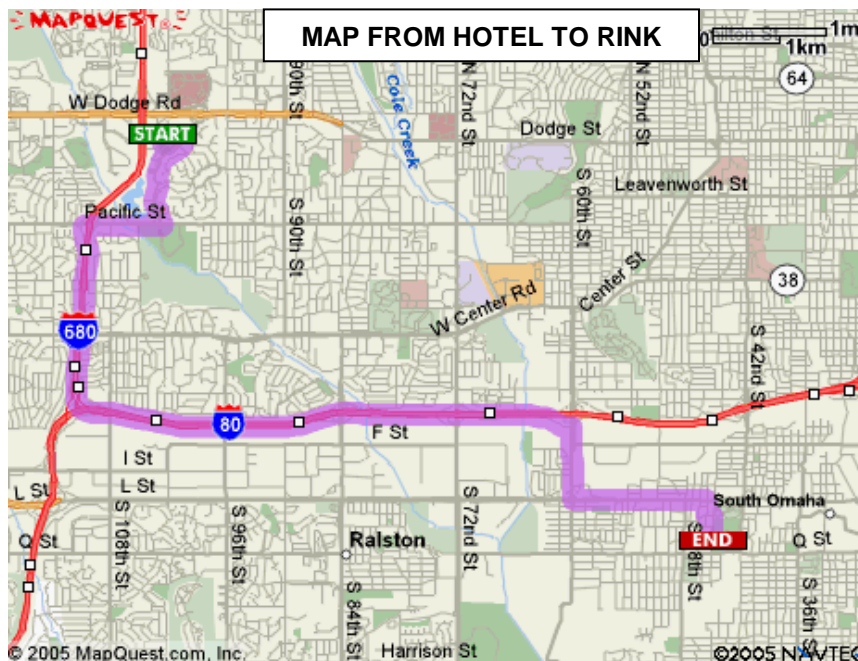 MAPQUEST
MAP FROM HOTEL TO RINK
1m
0
1km
64
W Dodge Rd
START
90th St
Cole Creek
N 72nd St
N 52nd St
Dodge St
Leavenworth St
S 60th St
Pacific St
S 90th St
Center St
38
W Center Rd
680
S 42nd St
80
F St
I St
L St
L St
South Omaha
Q St
S 108th St
S 96th St
Ralston
S 72nd St
END
Q St
S 84th St
S 36th St
Harrison St
© 2005 MapQuest.com, Inc.
©2005 NAVTEQ